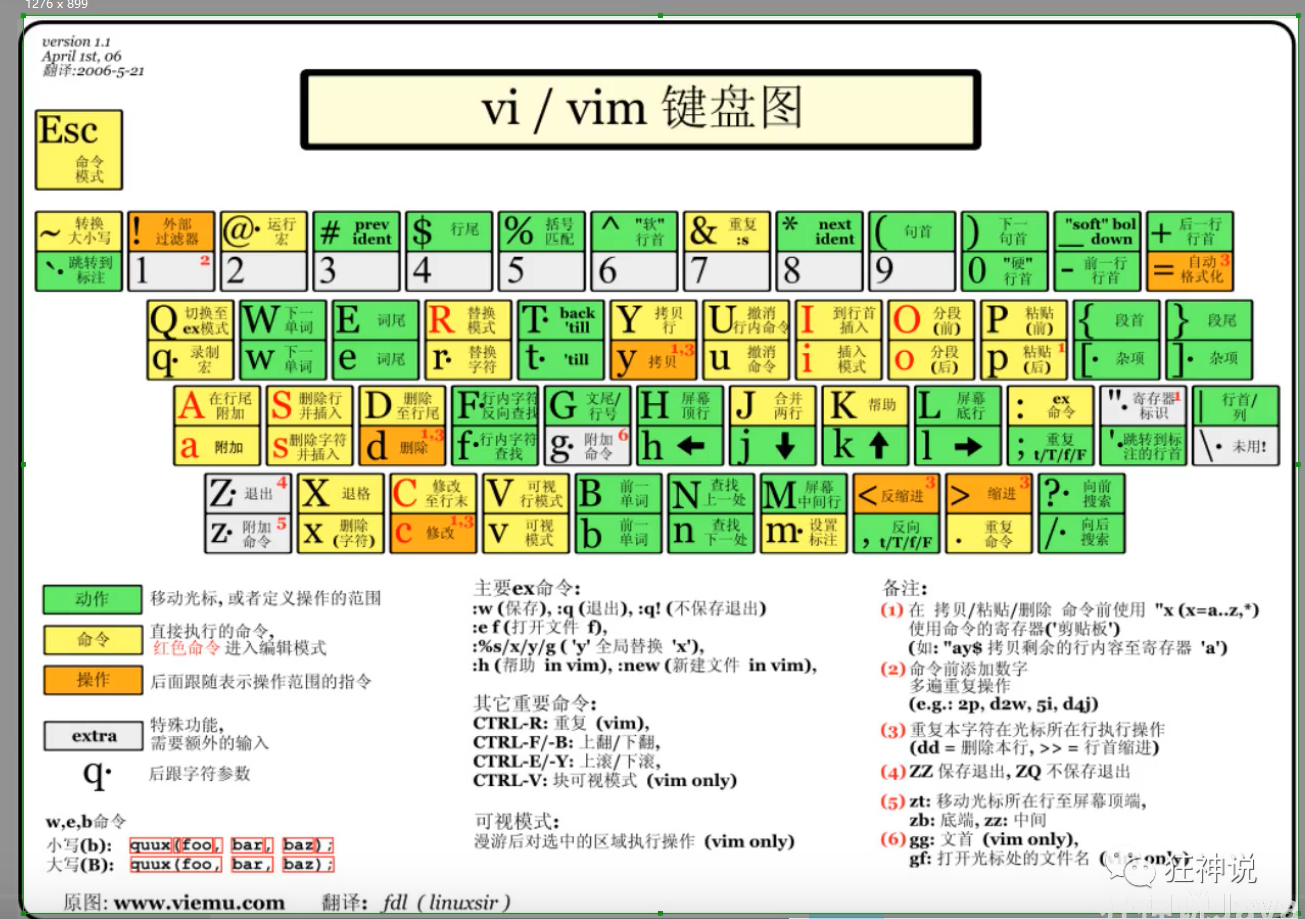 1276 x 899
version 1.1
April 1st, 06
翻译:2006-5-21
vi / vim 键盘图
Esc
命令
模式
~ 转换
大小写
! 外部
过滤器
@· 运行
宏
# prev
ident
$ 行尾
% 括号
匹配
^ "软"
行首
& 重复
:s
* next
ident
( 句首
) 下一
句首
"soft" bol
_ down
+ 后一行
行首
`· 跳转到
标注
1 2
2
3
4
5
6
7
8
9
0 "硬"
行首
- 前一行
行首
= 自动 3
格式化
Q 切换至
ex模式
W 下一
单词
E 词尾
R 替换
模式
T· back
'till
Y 拷贝
行
U 撤消
行内命令
I 到行首
插入
O 分段
(前)
P 粘贴
(前)
{ 段首
} 段尾
q· 录制
宏
w 下一
单词
e 词尾
r· 替换
字符
t· 'till
y 拷贝 1,3
u 撤消
命令
i 插入
模式
o 分段
(后)
p 粘贴 1
(后)
[· 杂项
]· 杂项
A 在行尾
附加
S 删除行
并插入
D 删除
至行尾
F· 行内字符
反向查找
G 文尾/
行号
H 屏幕
顶行
J 合并
两行
K 帮助
L 屏幕
底行
: ex
命令
"· 寄存器 1
标识
| 行首/
列
a 附加
s 删除字符
并插入
d 删除 1,3
f· 行内字符
查找
g· 附加 6
命令
h ←
j ↓
k ↑
l →
; 重复
t/T/f/F
'· 跳转到标
注的行首
\· 未用!
Z· 退出 4
X 退格
C 修改
至行末
V 可视
行模式
B 前一
单词
N 查找
上一处
M 屏幕
中间行
< 反缩进 3
> 缩进 3
?· 向前
搜索
z· 附加 5
命令
x 删除
(字符)
c 修改 1,3
v 可视
模式
b 前一
单词
n 查找
下一处
m· 设置
标注
, 反向
t/T/f/F
. 重复
命令
/· 向后
搜索
动作 移动光标, 或者定义操作的范围
命令 直接执行的命令,
红色命令 进入编辑模式
操作 后面跟随表示操作范围的指令
extra 特殊功能,
需要额外的输入
q· 后跟字符参数
w,e,b命令
小写(b): quux(foo, bar, baz);
大写(B): quux(foo, bar, baz);
原图: www.viemu.com 翻译: fdl ( linuxsir )
主要ex命令:
:w (保存), :q (退出), :q! (不保存退出)
:e f (打开文件 f),
:%s/x/y/g ( 'y' 全局替换 'x'),
:h (帮助 in vim), :new (新建文件 in vim),
其它重要命令:
CTRL-R: 重复 (vim),
CTRL-F/-B: 上翻/下翻,
CTRL-E/-Y: 上滚/下滚,
CTRL-V: 块可视模式 (vim only)
可视模式:
漫游后对选中的区域执行操作 (vim only)
备注:
(1) 在 拷贝/粘贴/删除 命令前使用 "x (x=a..z,*)
使用命令的寄存器('剪贴板')
(如: "ay$ 拷贝剩余的行内容至寄存器 'a')
(2) 命令前添加数字
多遍重复操作
(e.g.: 2p, d2w, 5i, d4j)
(3) 重复本字符在光标所在行执行操作
(dd = 删除本行, >> = 行首缩进)
(4) ZZ 保存退出, ZQ 不保存退出
(5) zt: 移动光标所在行至屏幕顶端,
zb: 底端, zz: 中间
(6) gg: 文首 (vim only),
gf: 打开光标处的文件名 (vim only)
狂神说